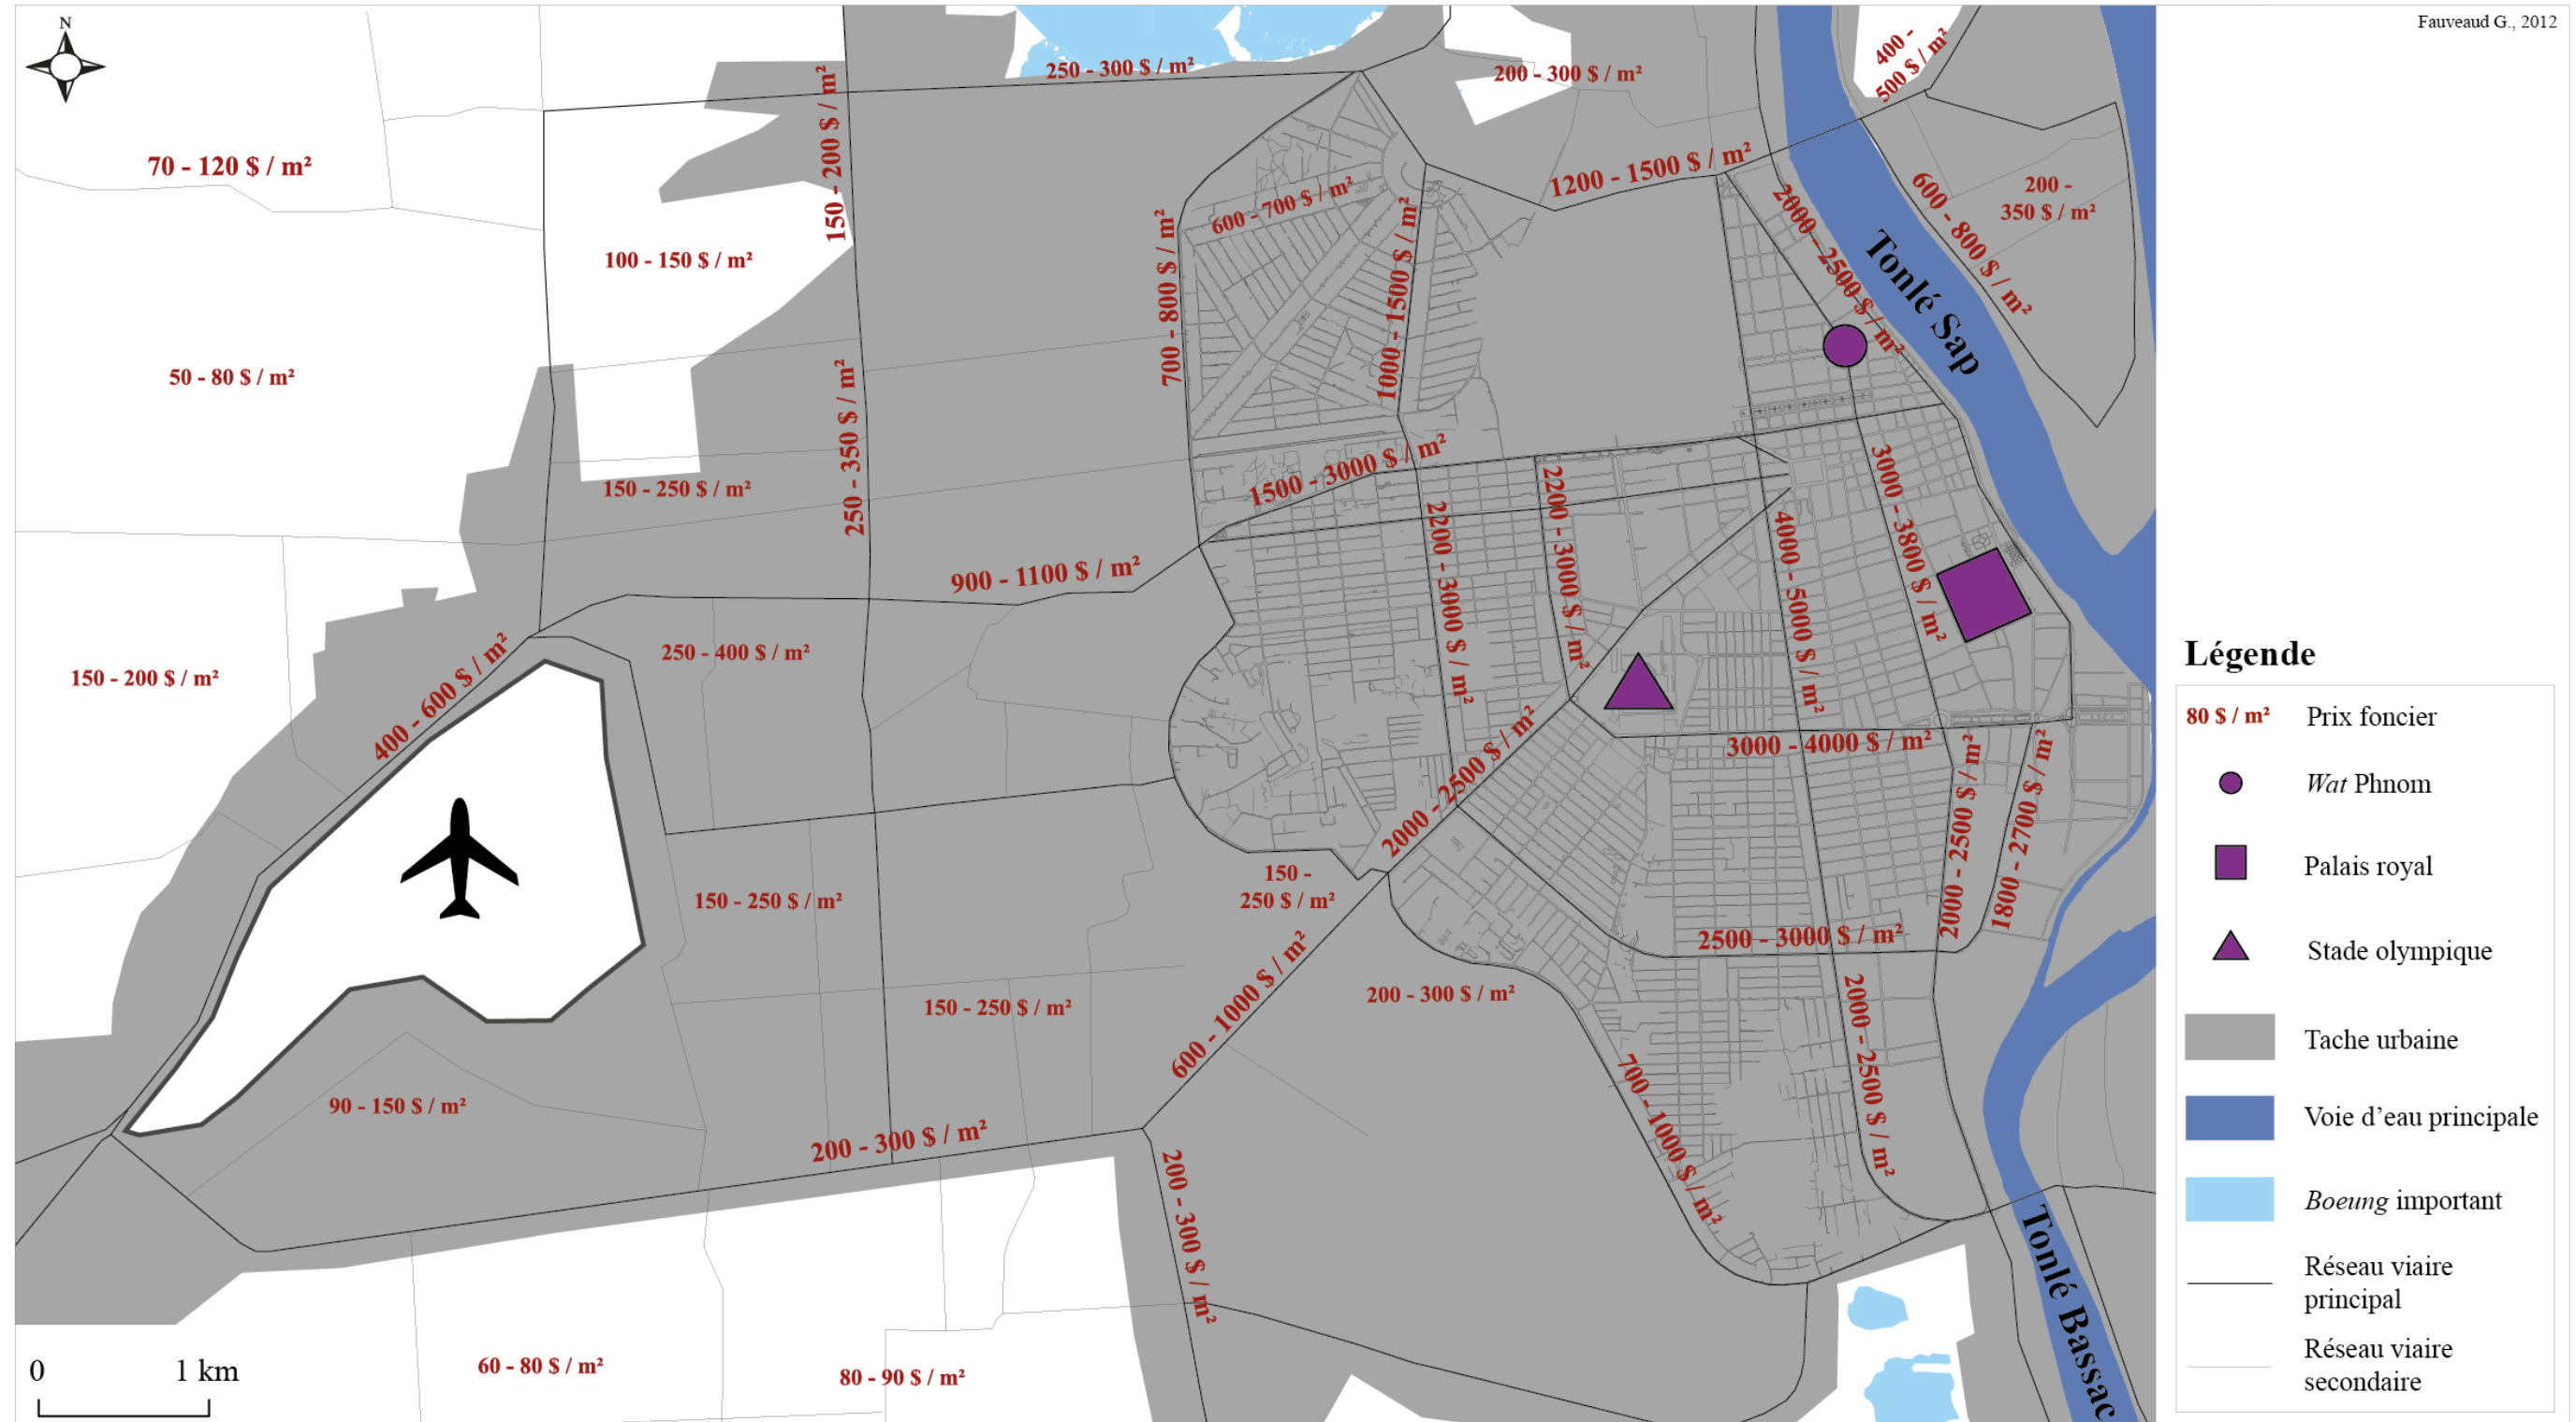 Fauveaud G., 2012
N
400 -
500 $ / m²
250 - 300 $ / m²
200 - 300 $ / m²
150 - 200 $ / m²
70 - 120 $ / m²
1200 - 1500 $ / m²
600 - 700 $ / m²
2000 - 2500 $ / m²
600 - 800 $ / m²
200 -
350 $ / m²
100 - 150 $ / m²
700 - 800 $ / m²
1000 - 1500 $ / m²
Tonlé Sap
50 - 80 $ / m²
250 - 350 $ / m²
150 - 250 $ / m²
1500 - 3000 $ / m²
2200 - 3000 $ / m²
2200 - 3000 $ / m²
4000 - 5000 $ / m²
3000 - 3800 $ / m²
900 - 1100 $ / m²
250 - 400 $ / m²
150 - 200 $ / m²
400 - 600 $ / m²
2000 - 2500 $ / m²
3000 - 4000 $ / m²
2000 - 2500 $ / m²
1800 - 2700 $ / m²
150 -
250 $ / m²
150 - 250 $ / m²
2500 - 3000 $ / m²
600 - 1000 $ / m²
200 - 300 $ / m²
150 - 250 $ / m²
2000 - 2500 $ / m²
700 - 1000 $ / m²
90 - 150 $ / m²
200 - 300 $ / m²
200 - 300 $ / m²
Tonlé Bassac
60 - 80 $ / m²
80 - 90 $ / m²
0 1 km
Légende
80 $ / m² Prix foncier
Wat Phnom
Palais royal
Stade olympique
Tache urbaine
Voie d'eau principale
Boeung important
Réseau viaire
principal
Réseau viaire
secondaire